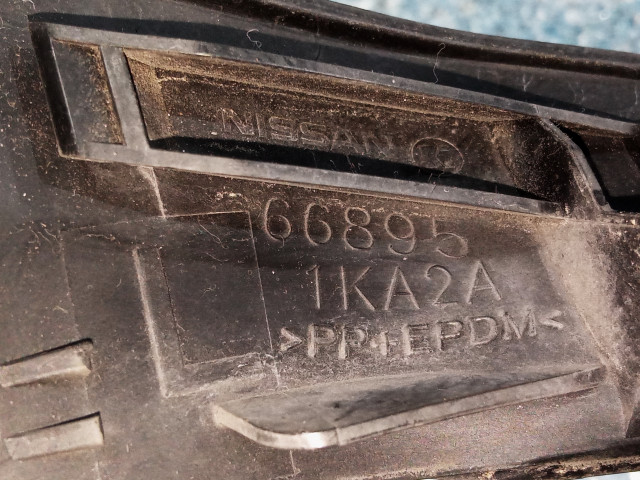 NISSAN
66895
1KA2A
>PP+EPDM<